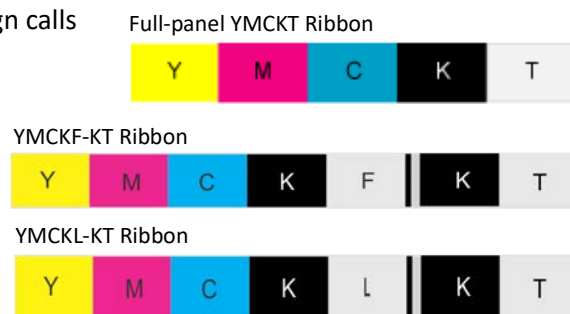 gn calls
Full-panel YMCKT Ribbon
Y M C K T
YMCKF-KT Ribbon
Y M C K F K T
YMCKL-KT Ribbon
Y M C K L K T